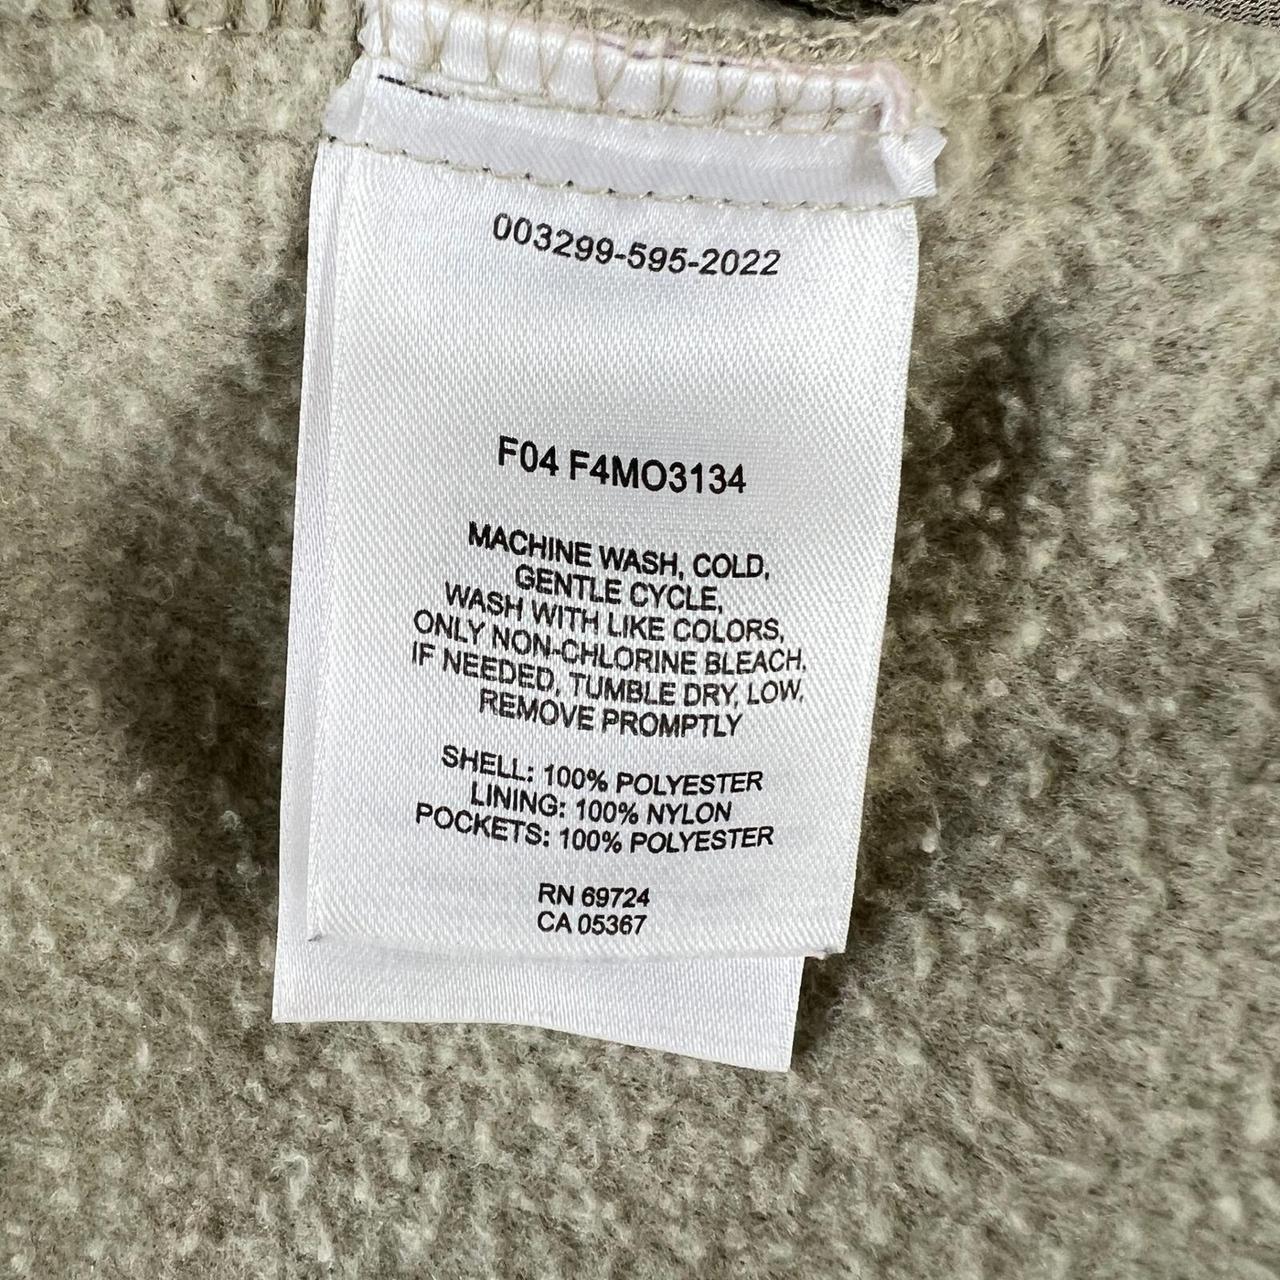 003299-595-2022
F04 F4MO3134
MACHINE WASH, COLD,
GENTLE CYCLE,
WASH WITH LIKE COLORS,
ONLY NON-CHLORINE BLEACH.
IF NEEDED, TUMBLE DRY, LOW,
REMOVE PROMPTLY
SHELL: 100% POLYESTER
LINING: 100% NYLON
POCKETS: 100% POLYESTER
RN 69724
CA 05367